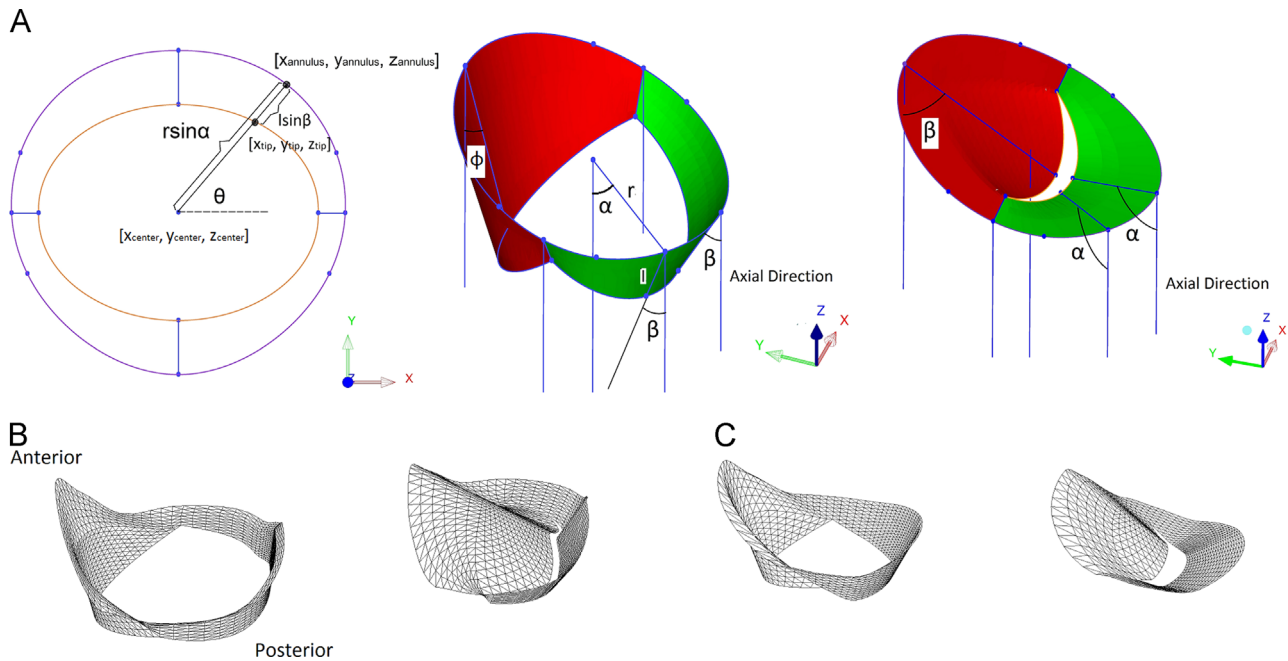 A
[xannulus, yannulus, zannulus]
rsinα
lsinβ
[xtip, ytip, ztip]
θ
[xcenter, ycenter, zcenter]
Y
Z
X
ϕ
r
α
l
β
β
Axial Direction
Z
X
Y
β
α
α
Axial Direction
Z
X
Y
B
Anterior
Posterior
C